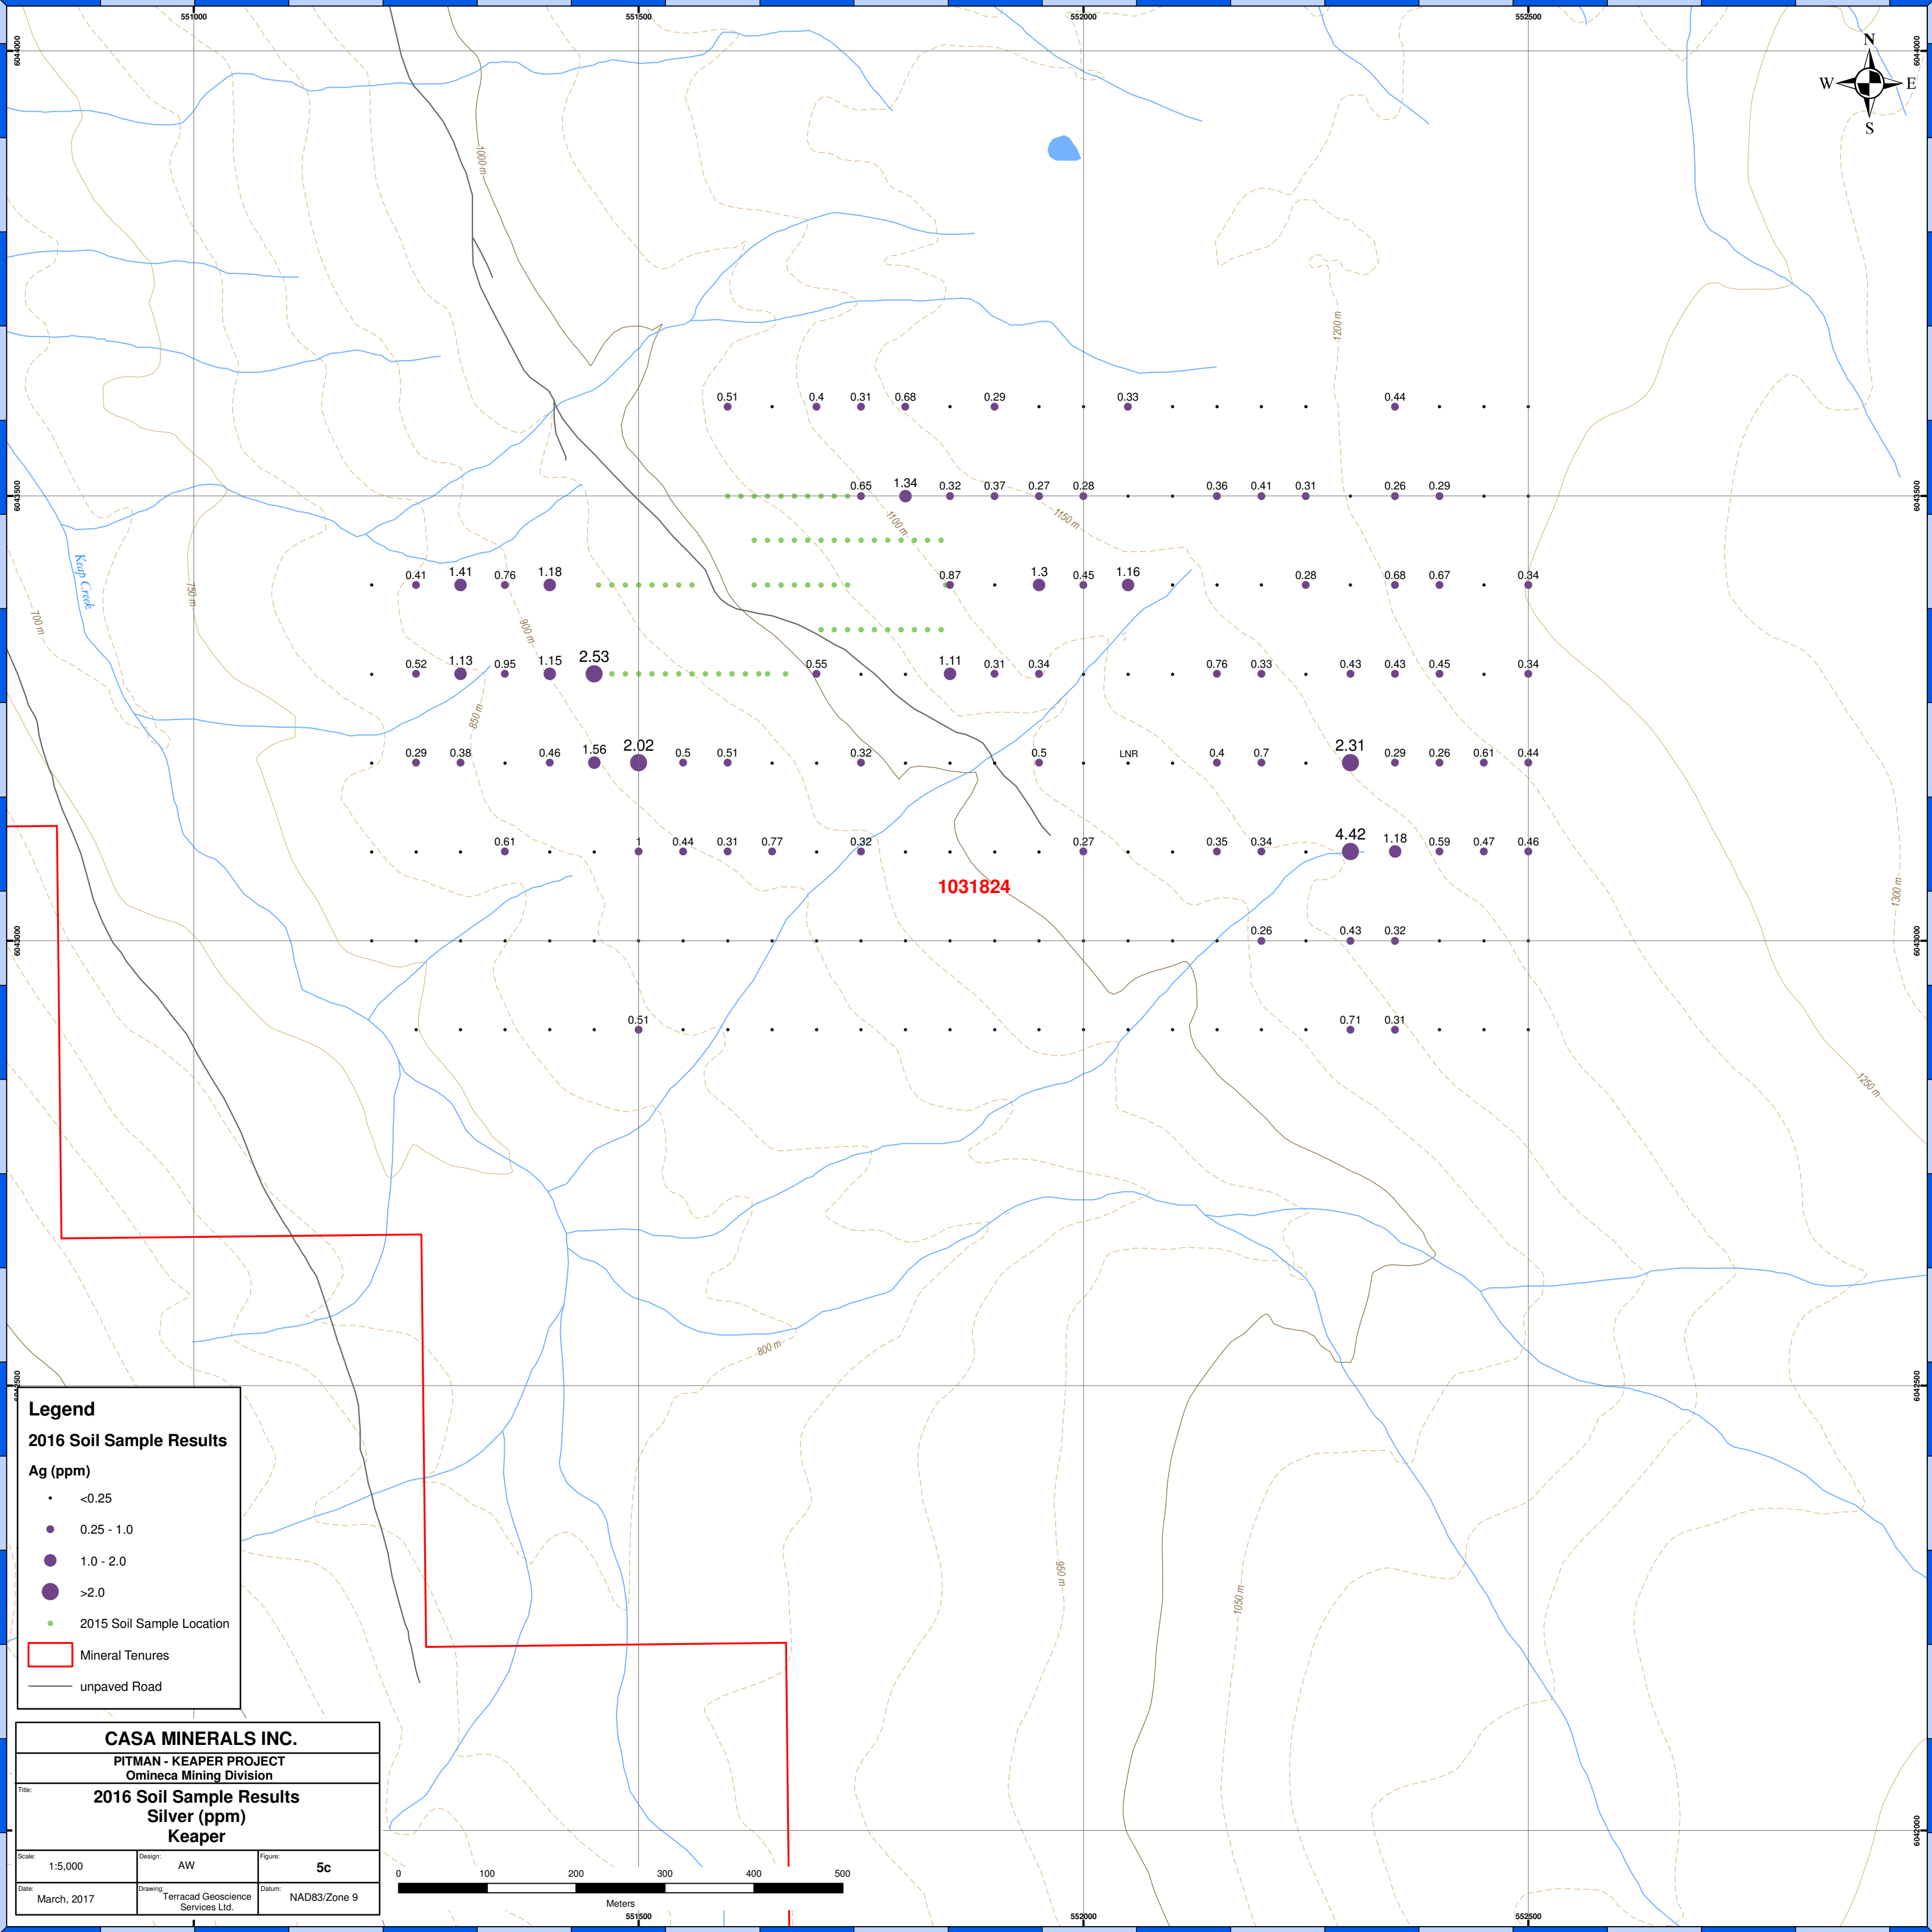 551000 551500 552000 552500
6044000 6044000
N
W E
S
1000 m
1200 m
0.51 0.4 0.31 0.68 0.29 0.33 0.44
0.65 1.34 0.32 0.37 0.27 0.28 0.36 0.41 0.31 0.26 0.29
6043500 6043500
1100 m
1150 m
Keap Creek
750 m
700 m
0.41 1.41 0.76 1.18 0.87 1.3 0.45 1.16 0.28 0.68 0.67 0.34
900 m
0.52 1.13 0.95 1.15 2.53 0.55 1.11 0.31 0.34 0.76 0.33 0.43 0.43 0.45 0.34
850 m
0.29 0.38 0.46 1.56 2.02 0.5 0.51 0.32 0.5 LNR 0.4 0.7 2.31 0.29 0.26 0.61 0.44
0.61 1 0.44 0.31 0.77 0.32 0.27 0.35 0.34 4.42 1.18 0.59 0.47 0.46
1031824
1300 m
6043000 6043000
0.26 0.43 0.32
0.51 0.71 0.31
1250 m
800 m
6042500 6042500
950 m
1050 m
Legend
2016 Soil Sample Results
Ag (ppm)
<0.25
0.25 - 1.0
1.0 - 2.0
>2.0
2015 Soil Sample Location
Mineral Tenures
unpaved Road
CASA MINERALS INC.
PITMAN - KEAPER PROJECT
Omineca Mining Division
Title:
2016 Soil Sample Results
Silver (ppm)
Keaper
Scale: 1:5,000
Design: AW
Figure: 5c
Date: March, 2017
Drawing: Terracad Geoscience
Services Ltd.
Datum: NAD83/Zone 9
0 100 200 300 400 500
Meters
6042000
551500 552000 552500